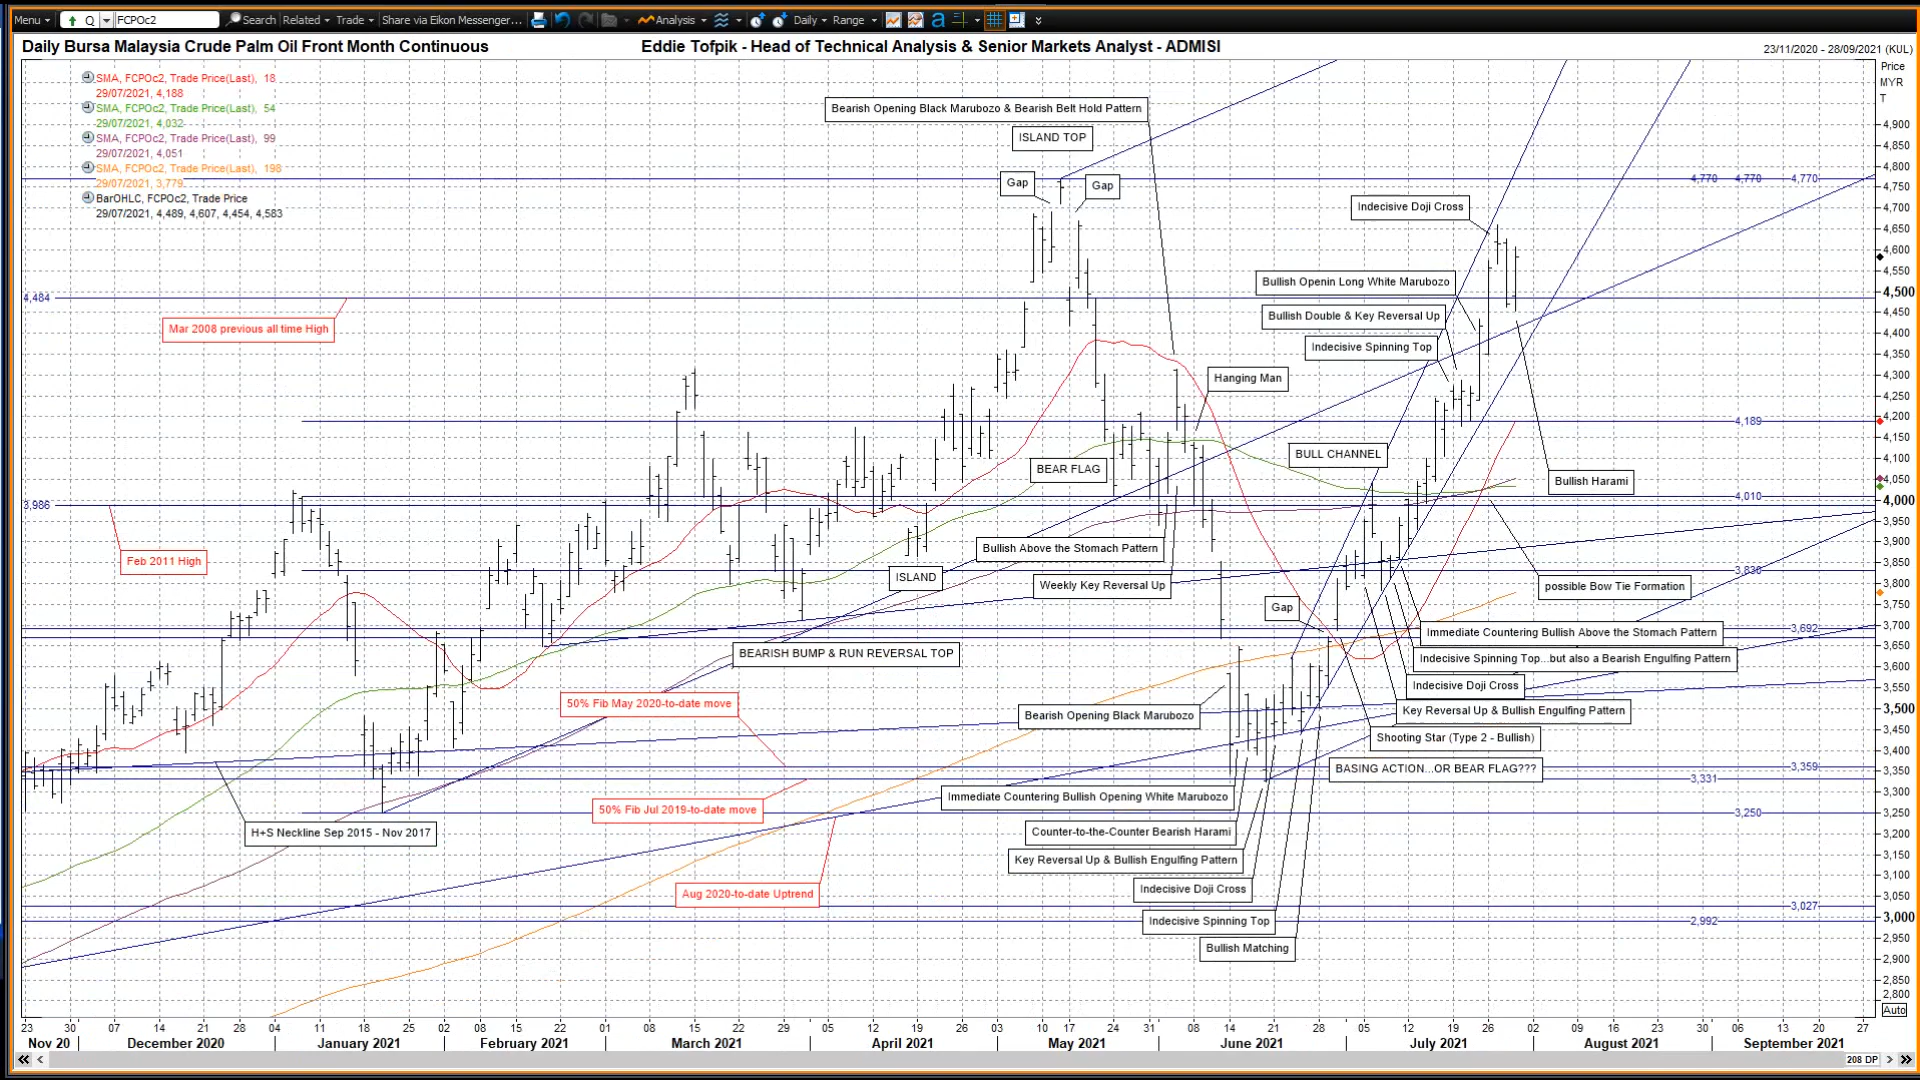 Menu FCPOc2 Search Related Trade Share via Eikon Messenger... Analysis Daily Range
Daily Bursa Malaysia Crude Palm Oil Front Month Continuous
Eddie Tofpik - Head of Technical Analysis & Senior Markets Analyst - ADMISI
23/11/2020 - 28/09/2021 (KUL)
Price
MYR
T
SMA, FCPOc2, Trade Price(Last), 18
29/07/2021, 4,188
SMA, FCPOc2, Trade Price(Last), 54
29/07/2021, 4,032
SMA, FCPOc2, Trade Price(Last), 99
29/07/2021, 4,051
SMA, FCPOc2, Trade Price(Last), 198
29/07/2021, 3,779
BarOHLC, FCPOc2, Trade Price
29/07/2021, 4,489, 4,607, 4,454, 4,583
Bearish Opening Black Marubozo & Bearish Belt Hold Pattern
ISLAND TOP
Gap
Gap
4,770 4,770 4,770
Indecisive Doji Cross
Bullish Openin Long White Marubozo
4,484
Bullish Double & Key Reversal Up
Mar 2008 previous all time High
Indecisive Spinning Top
Hanging Man
4,189
BULL CHANNEL
BEAR FLAG
Bullish Harami
4,010
3,986
Bullish Above the Stomach Pattern
Feb 2011 High
3,830
ISLAND
Weekly Key Reversal Up
possible Bow Tie Formation
Gap
3,692
Immediate Countering Bullish Above the Stomach Pattern
BEARISH BUMP & RUN REVERSAL TOP
Indecisive Spinning Top...but also a Bearish Engulfing Pattern
Indecisive Doji Cross
50% Fib May 2020-to-date move
Key Reversal Up & Bullish Engulfing Pattern
Bearish Opening Black Marubozo
Shooting Star (Type 2 - Bullish)
3,359
BASING ACTION...OR BEAR FLAG???
3,331
Immediate Countering Bullish Opening White Marubozo
50% Fib Jul 2019-to-date move
3,250
H+S Neckline Sep 2015 - Nov 2017
Counter-to-the-Counter Bearish Harami
Key Reversal Up & Bullish Engulfing Pattern
Indecisive Doji Cross
Aug 2020-to-date Uptrend
3,027
Indecisive Spinning Top
2,992
Bullish Matching
4,900
4,850
4,800
4,750
4,700
4,650
4,600
4,550
4,500
4,450
4,400
4,350
4,300
4,250
4,200
4,150
4,100
4,050
4,000
3,950
3,900
3,850
3,800
3,750
3,700
3,650
3,600
3,550
3,500
3,450
3,400
3,350
3,300
3,250
3,200
3,150
3,100
3,050
3,000
2,950
2,900
2,850
2,800
Auto
23 30 07 14 21 28 04 11 18 25 02 08 15 22 01 08 15 22 29 05 12 19 26 03 10 17 24 31 08 14 21 28 05 12 19 26 02 09 16 23 30 06 13 20 27
Nov 20 December 2020 January 2021 February 2021 March 2021 April 2021 May 2021 June 2021 July 2021 August 2021 September 2021
208 DP